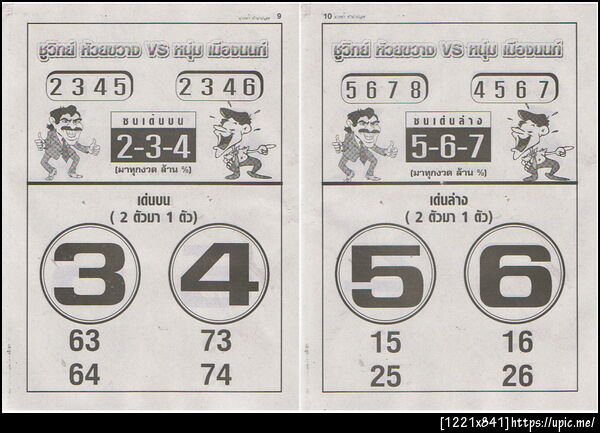 9
ชูวิทย์ ห้วยขวาง VS หนุ่ม เมืองนนท์
2345
2346
ชนเด่นบน
2-3-4
(มาทุกงวด ล้าน %)
เด่นบน
( 2 ตัวมา 1 ตัว)
3 4
63 73
64 74
10
ชูวิทย์ ห้วยขวาง VS หนุ่ม เมืองนนท์
5678
4567
ชนเด่นล่าง
5-6-7
(มาทุกงวด ล้าน %)
เด่นล่าง
( 2 ตัวมา 1 ตัว)
5 6
15 16
25 26
[1221x841]https://upic.me/